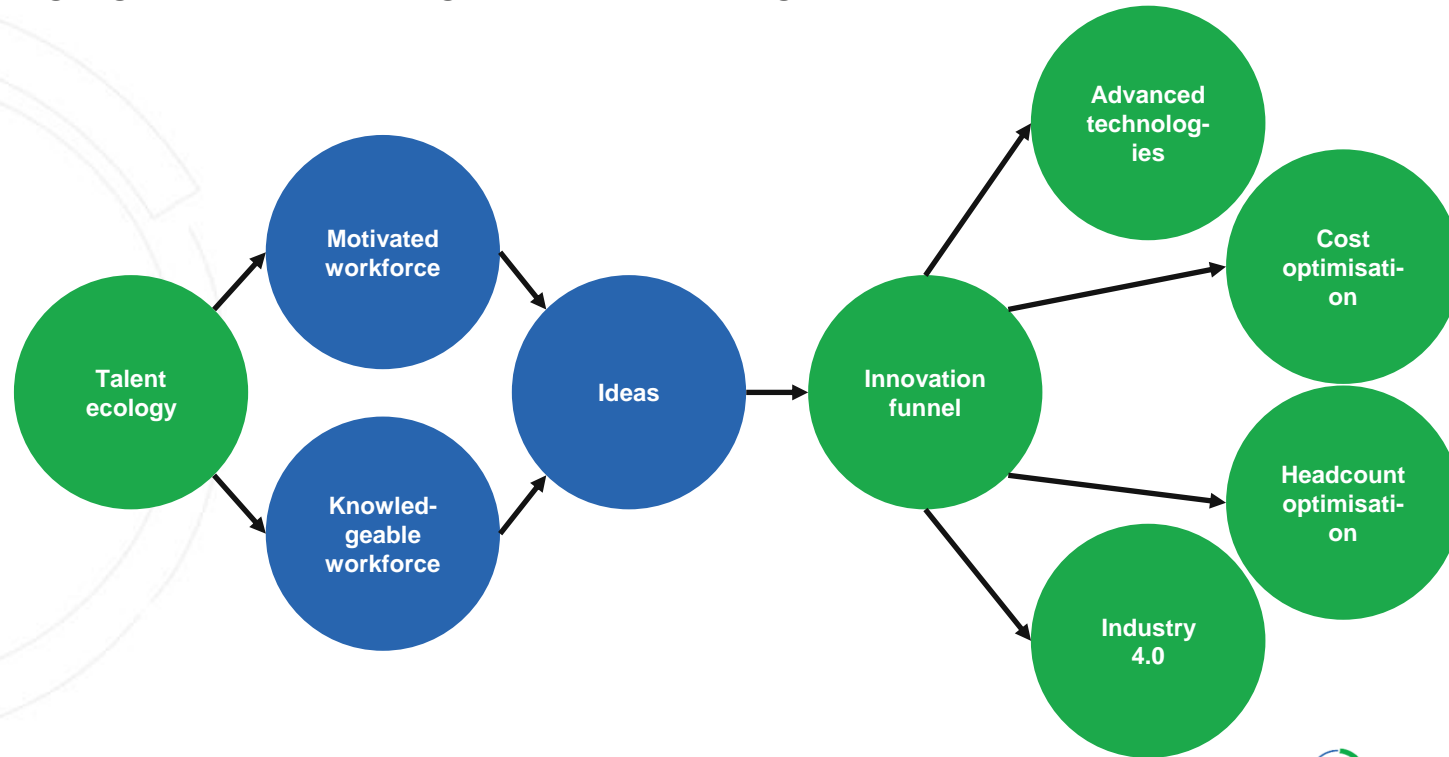 Talent
ecology
Motivated
workforce
Knowled-
geable
workforce
Ideas
Innovation
funnel
Advanced
technolog-
ies
Cost
optimisati-
on
Headcount
optimisati-
on
Industry
4.0